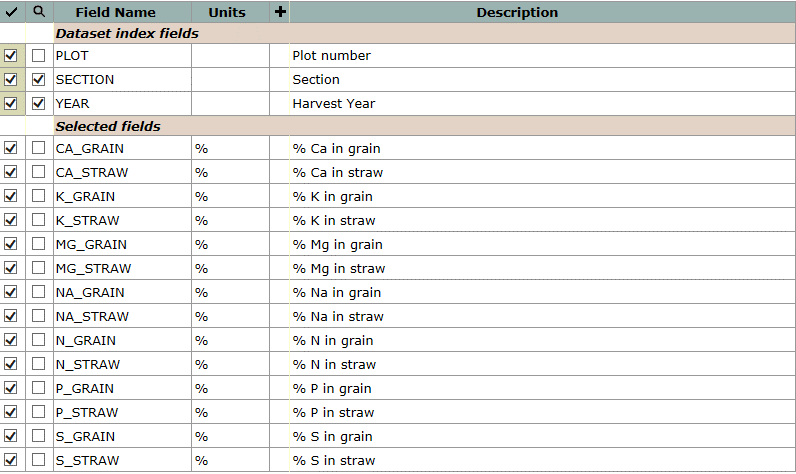 Field Name Units + Description
Dataset index fields
PLOT Plot number
SECTION Section
YEAR Harvest Year
Selected fields
CA_GRAIN % % Ca in grain
CA_STRAW % % Ca in straw
K_GRAIN % % K in grain
K_STRAW % % K in straw
MG_GRAIN % % Mg in grain
MG_STRAW % % Mg in straw
NA_GRAIN % % Na in grain
NA_STRAW % % Na in straw
N_GRAIN % % N in grain
N_STRAW % % N in straw
P_GRAIN % % P in grain
P_STRAW % % P in straw
S_GRAIN % % S in grain
S_STRAW % % S in straw